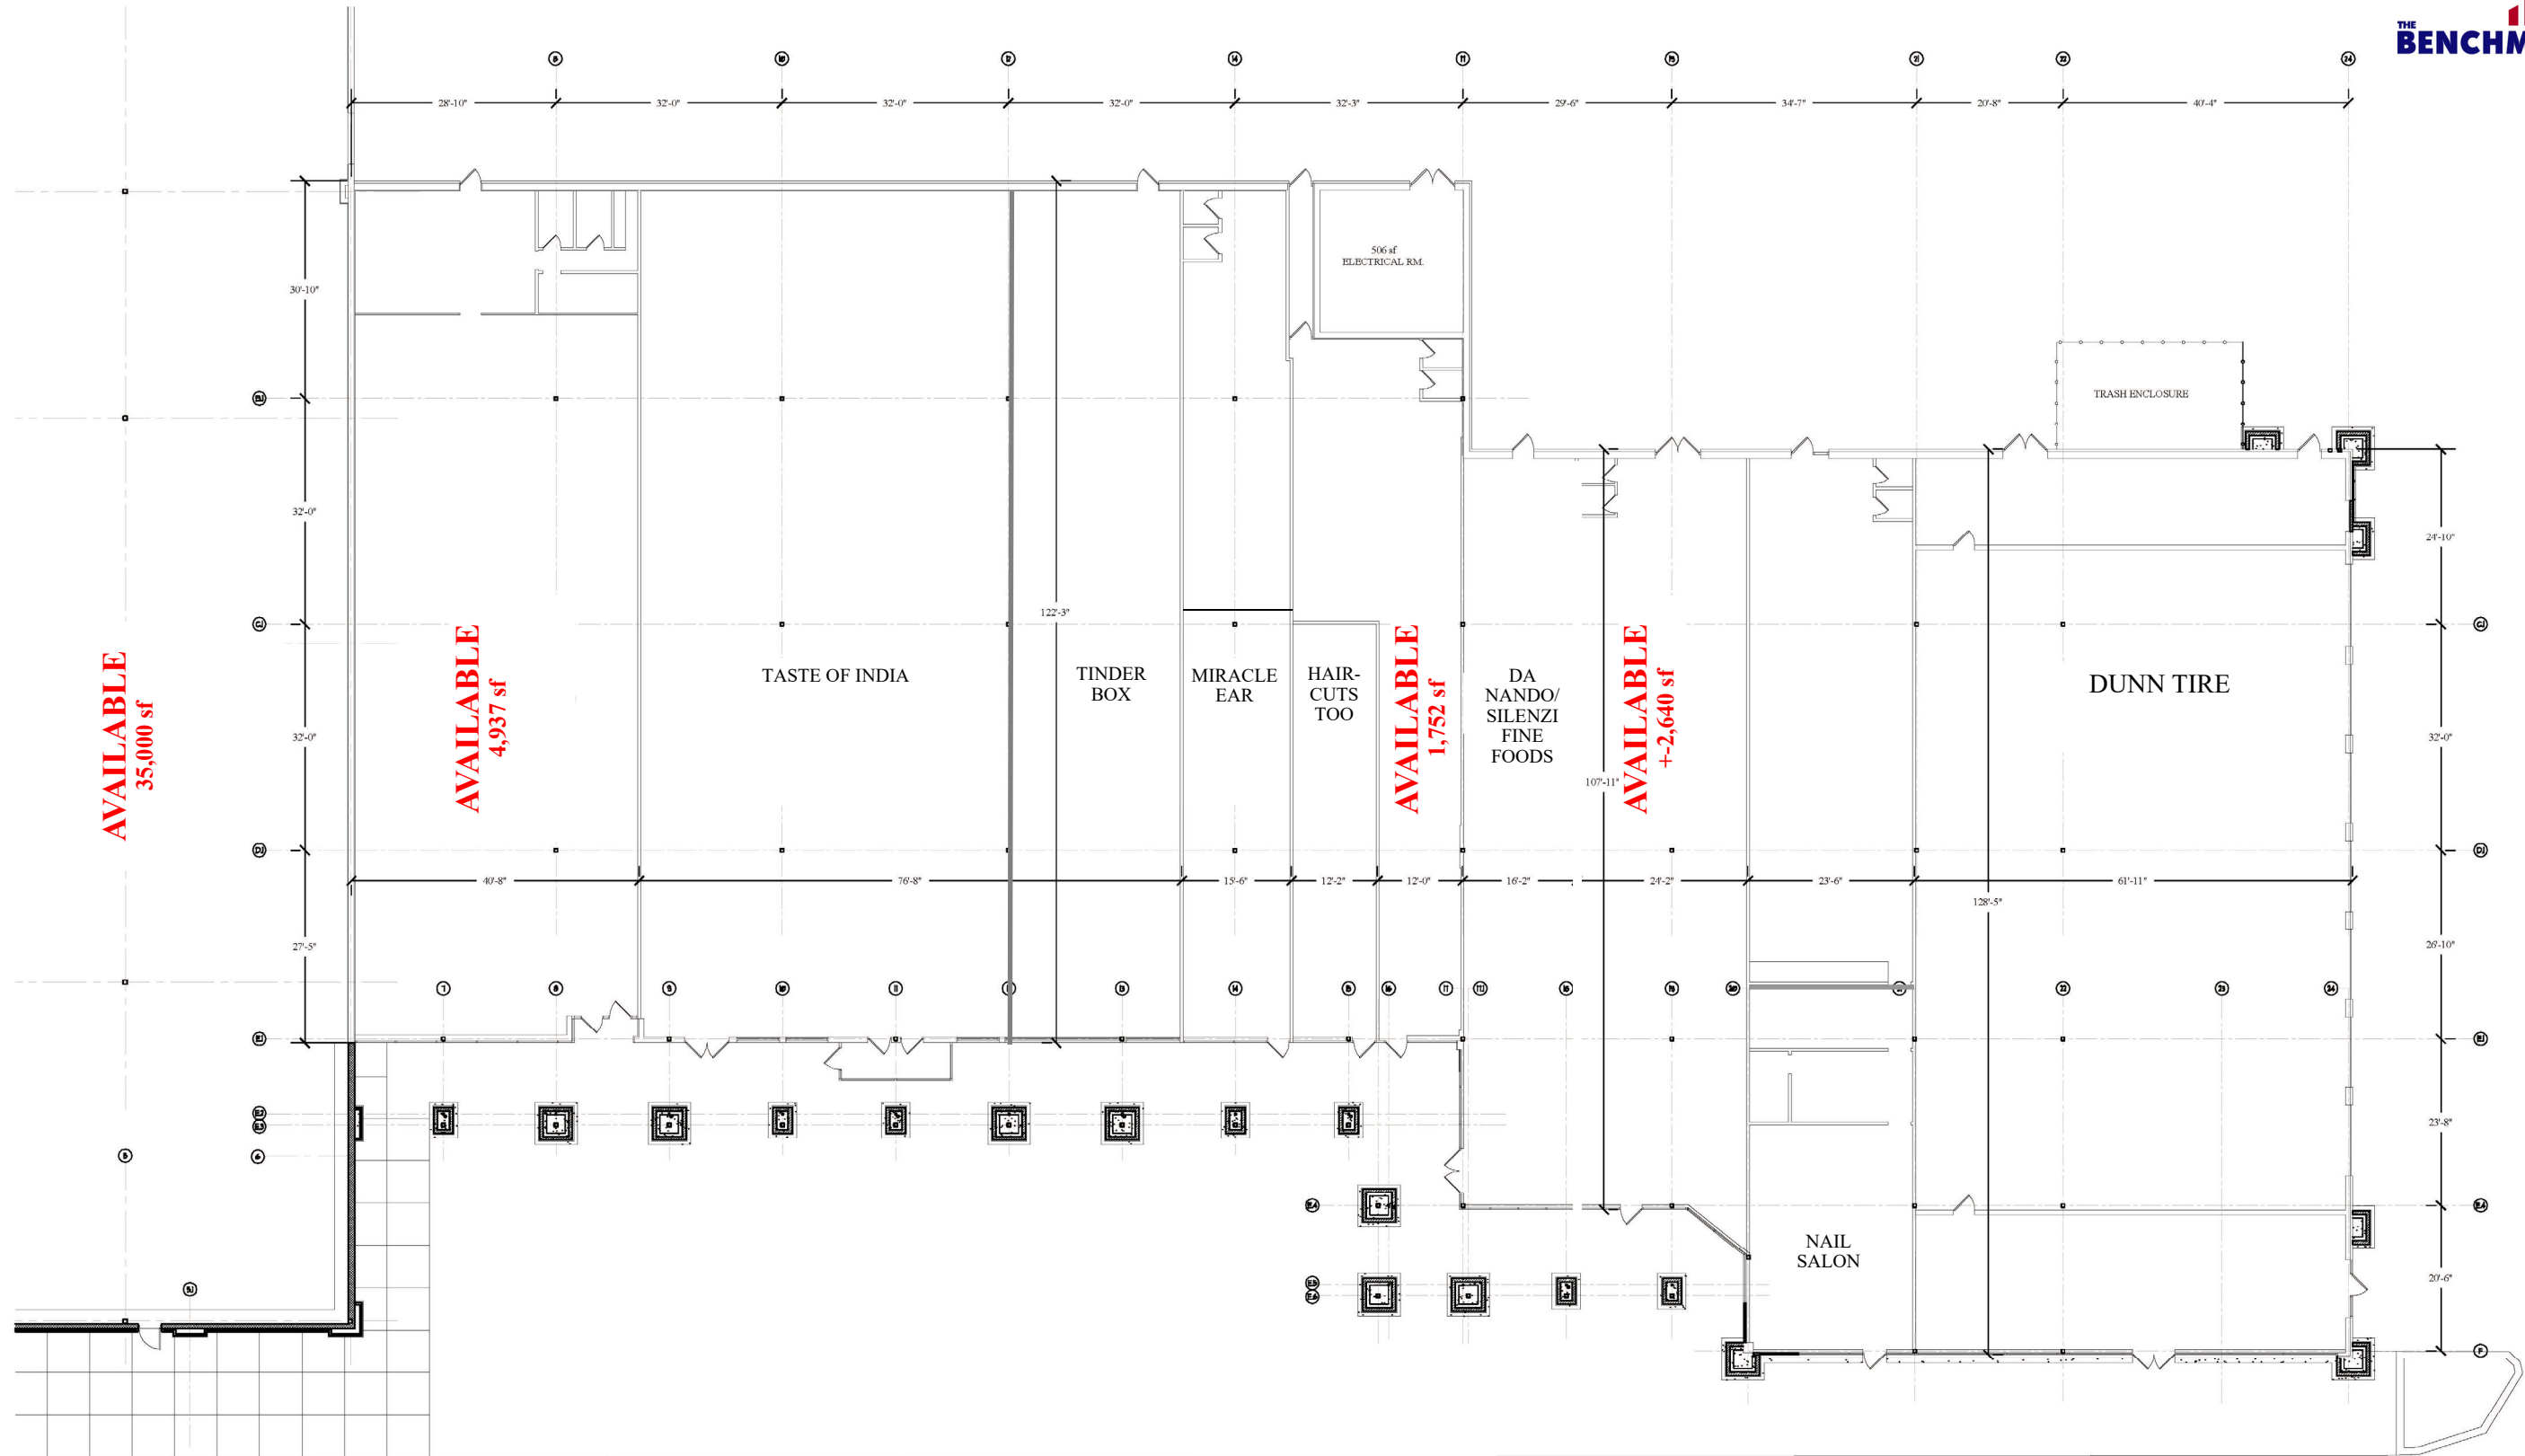 THE
BENCHM
28'-10"
32'-0"
32'-0"
32'-0"
32'-3"
29'-6"
34'-7"
20'-8"
40'-4"
506 sf
ELECTRICAL RM.
30'-10"
32'-0"
32'-0"
27'-5"
122'-3"
TRASH ENCLOSURE
AVAILABLE
35,000 sf
AVAILABLE
4,937 sf
TASTE OF INDIA
TINDER
BOX
MIRACLE
EAR
HAIR-
CUTS
TOO
AVAILABLE
1,752 sf
DA
NANDO/
SILENZI
FINE
FOODS
107'-11"
AVAILABLE
+-2,640 sf
DUNN TIRE
40'-8"
76'-8"
15'-6"
12'-2"
12'-0"
16'-2"
24'-2"
23'-6"
61'-11"
128'-5"
24'-10"
32'-0"
26'-10"
23'-8"
20'-6"
NAIL
SALON